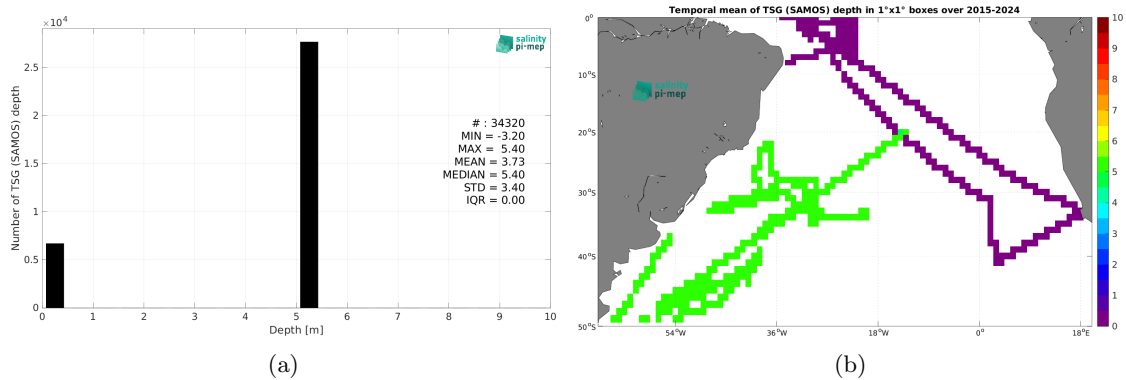 ×10⁴
2.5
2
1.5
1
0.5
0
Number of TSG (SAMOS) depth
0 1 2 3 4 5 6 7 8 9 10
Depth [m]
salinity
pi-mep
# : 34320
MIN = -3.20
MAX = 5.40
MEAN = 3.73
MEDIAN = 5.40
STD = 3.40
IQR = 0.00
(a)
Temporal mean of TSG (SAMOS) depth in 1°x1° boxes over 2015-2024
0°
10°S
20°S
30°S
40°S
50°S
54°W 36°W 18°W 0° 18°E
salinity
pi-mep
10
9
8
7
6
5
4
3
2
1
0
(b)